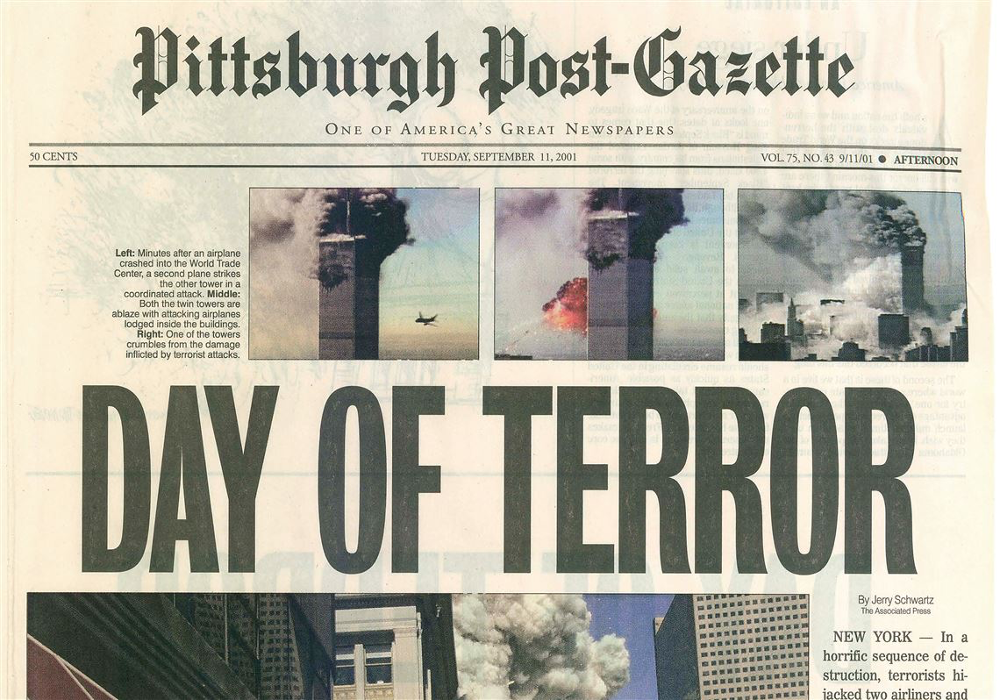 Pittsburgh Post-Gazette
ONE OF AMERICA'S GREAT NEWSPAPERS
50 CENTS
TUESDAY, SEPTEMBER 11, 2001
VOL. 75, NO. 43 9/11/01 ● AFTERNOON
Left: Minutes after an airplane
crashed into the World Trade
Center, a second plane strikes
the other tower in a
coordinated attack. Middle:
Both the twin towers are
ablaze with attacking airplanes
lodged inside the buildings.
Right: One of the towers
crumbles from the damage
inflicted by terrorist attacks.
DAY OF TERROR
By Jerry Schwartz
The Associated Press
NEW YORK — In a
horrific sequence of de-
struction, terrorists hi-
jacked two airliners and